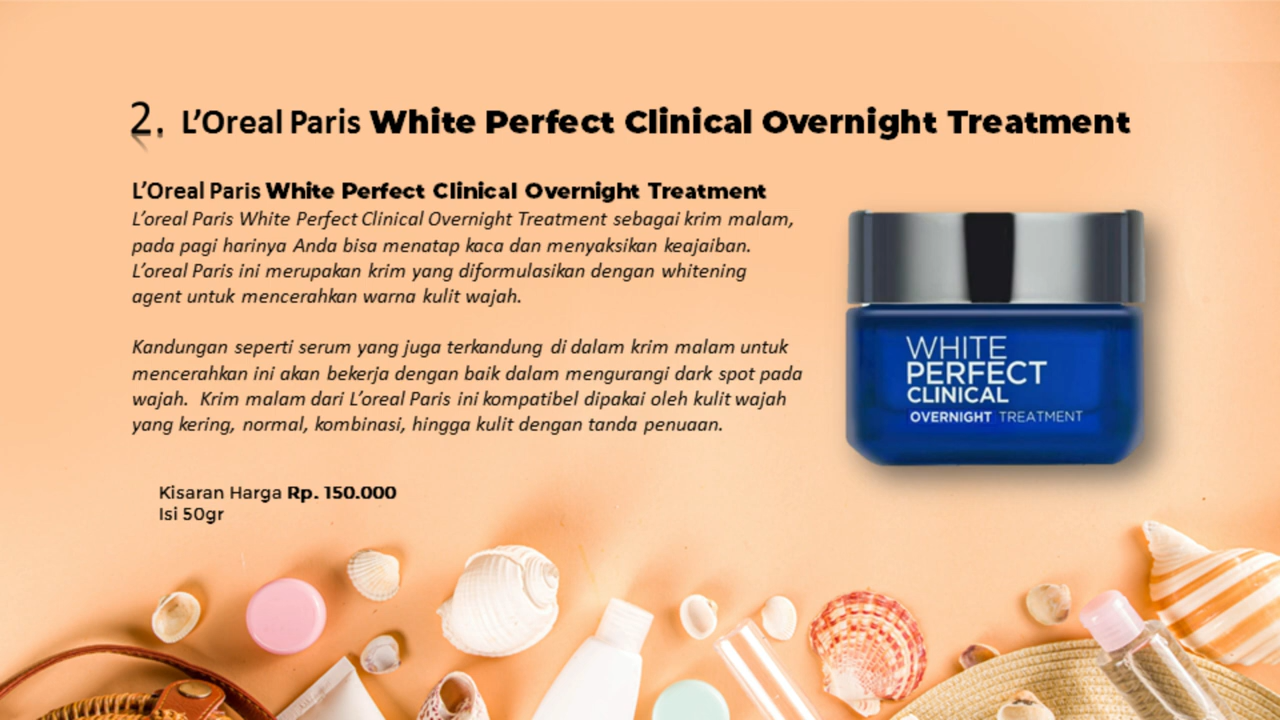 2. L’Oreal Paris White Perfect Clinical Overnight Treatment
L’Oreal Paris White Perfect Clinical Overnight Treatment
L’oreal Paris White Perfect Clinical Overnight Treatment sebagai krim malam,
pada pagi harinya Anda bisa menatap kaca dan menyaksikan keajaiban.
L’oreal Paris ini merupakan krim yang diformulasikan dengan whitening
agent untuk mencerahkan warna kulit wajah.
Kandungan seperti serum yang juga terkandung di dalam krim malam untuk
mencerahkan ini akan bekerja dengan baik dalam mengurangi dark spot pada
wajah. Krim malam dari L’oreal Paris ini kompatibel dipakai oleh kulit wajah
yang kering, normal, kombinasi, hingga kulit dengan tanda penuaan.
Kisaran Harga Rp. 150.000
Isi 50gr
WHITE
PERFECT
CLINICAL
OVERNIGHT TREATMENT